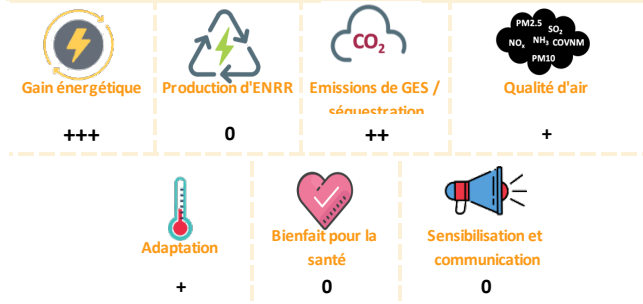 CO₂
PM2.5
SO₂
NOₓ NH₃ COVNM
PM10
Gain énergétique
Production d'ENRR
Emissions de GES /
séquestration
Qualité d'air
+++
0
++
+
Adaptation
Bienfait pour la
santé
Sensibilisation et
communication
+
0
0